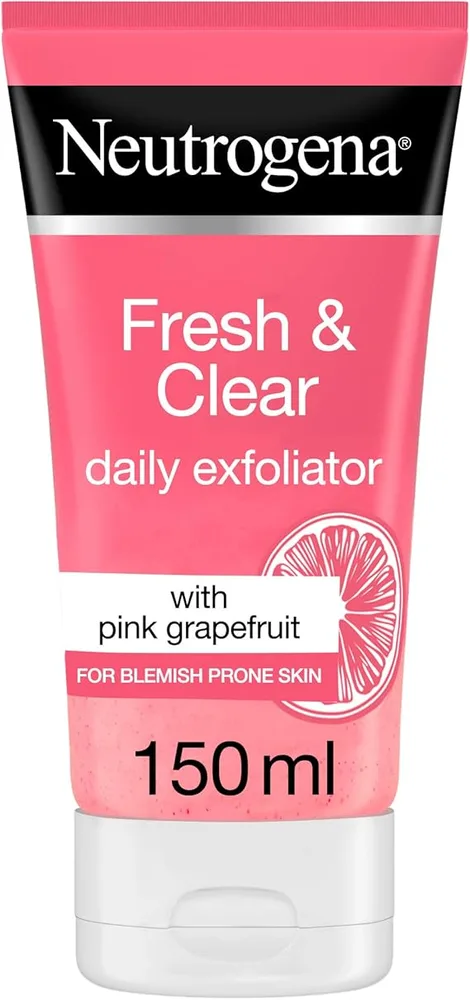 Neutrogena®
Fresh &
Clear
daily exfoliator
with
pink grapefruit
FOR BLEMISH PRONE SKIN
150 ml